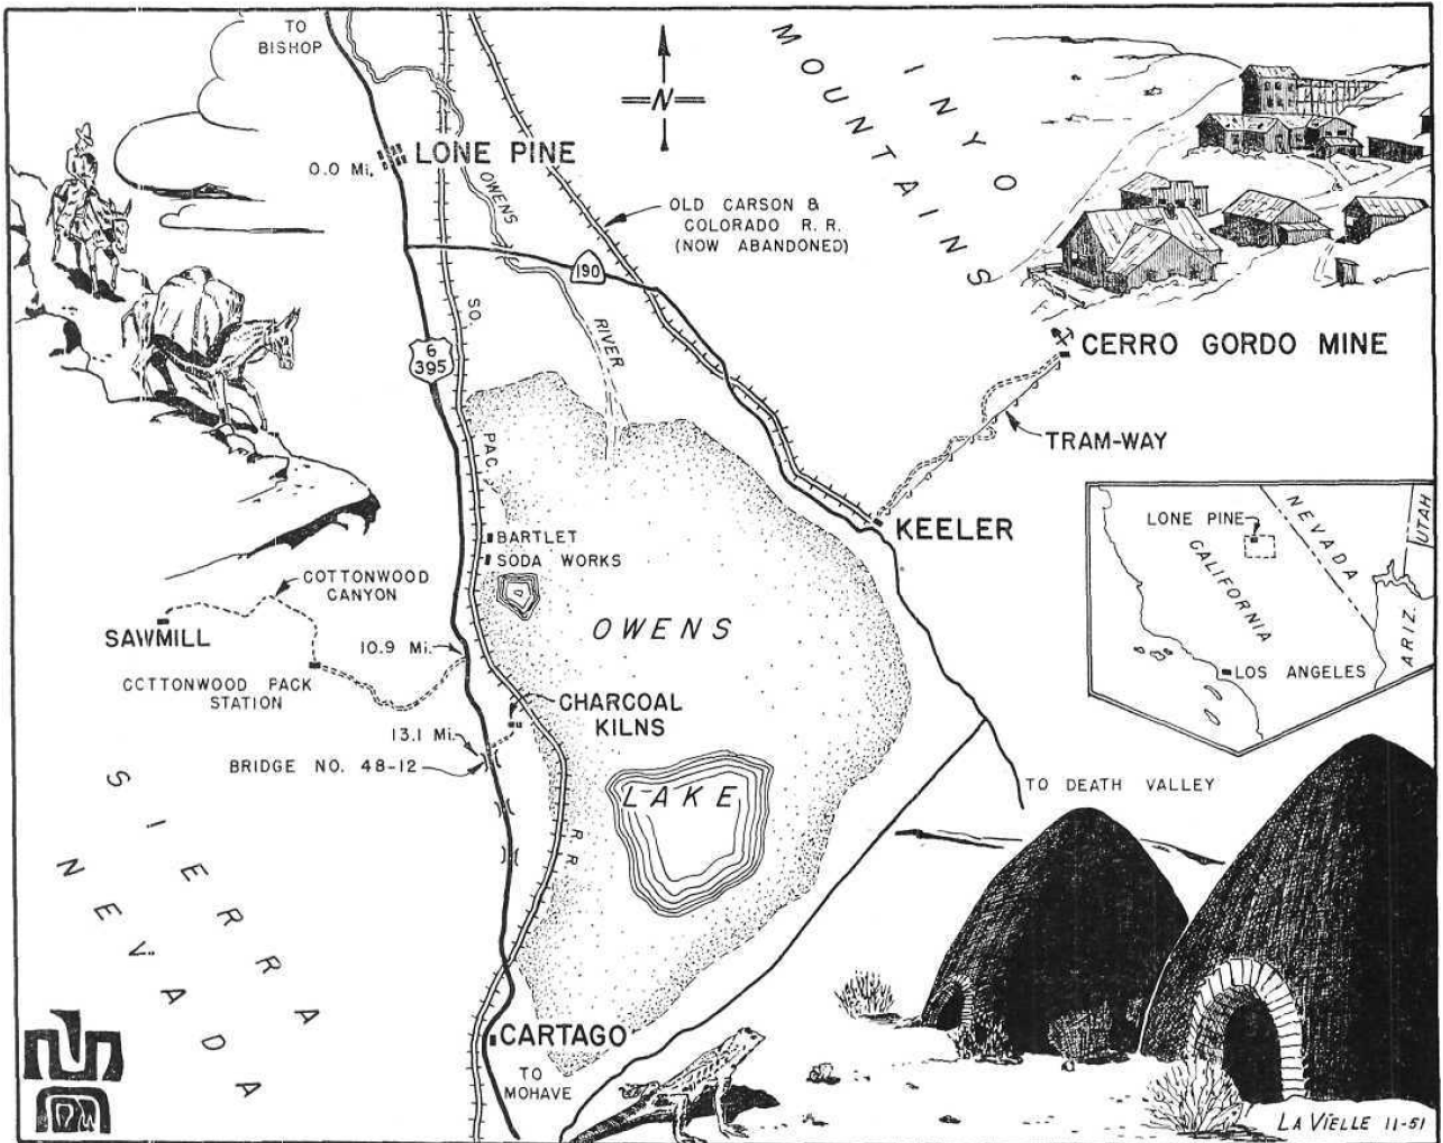 TO
BISHOP
N
INYO
MOUNTAINS
0.0 Mi.
LONE PINE
OWENS
RIVER
OLD CARSON &
COLORADO R. R.
(NOW ABANDONED)
190
SO.
PAC.
R R
6
395
CERRO GORDO MINE
TRAM-WAY
KEELER
BARTLET
SODA WORKS
COTTONWOOD
CANYON
SAWMILL
COTTONWOOD PACK
STATION
10.9 Mi.
OWENS
LAKE
CHARCOAL
KILNS
13.1 Mi.
BRIDGE NO. 48-12
LONE PINE
NEVADA
UTAH
CALIFORNIA
ARIZ.
LOS ANGELES
TO DEATH VALLEY
SIERRA
NEVADA
CARTAGO
TO
MOHAVE
LA VIELLE 11-51